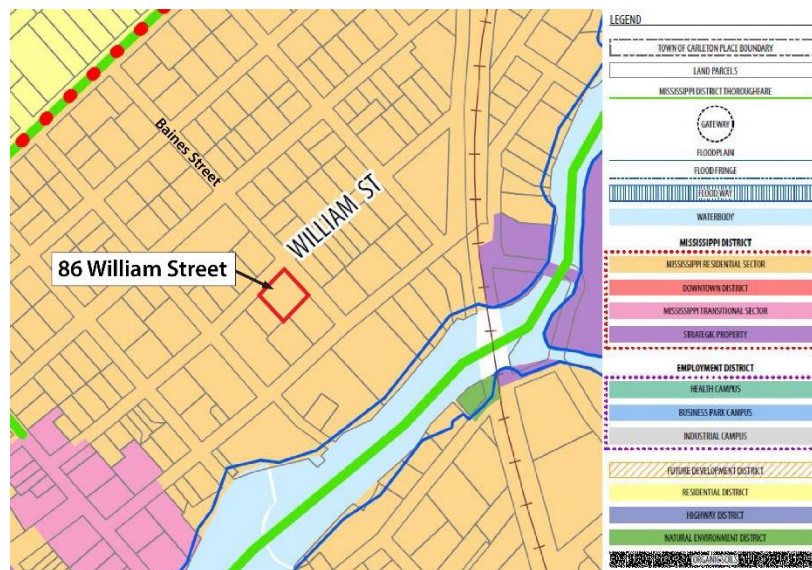 Baines Street
WILLIAM ST
86 William Street
LEGEND
TOWN OF CARLETON PLACE BOUNDARY
LAND PARCELS
MISSISSIPPI DISTRICT THOROUGHFARE
GATEWAY
FLOODPLAIN
FLOOD FRINGE
FLOOD WAY
WATERBODY
MISSISSIPPI DISTRICT
MISSISSIPPI RESIDENTIAL SECTOR
DOWNTOWN DISTRICT
MISSISSIPPI TRANSITIONAL SECTOR
STRATEGIC PROPERTY
EMPLOYMENT DISTRICT
HEALTH CAMPUS
BUSINESS PARK CAMPUS
INDUSTRIAL CAMPUS
FUTURE DEVELOPMENT DISTRICT
RESIDENTIAL DISTRICT
HIGHWAY DISTRICT
NATURAL ENVIRONMENT DISTRICT
ORGANIC SOILS